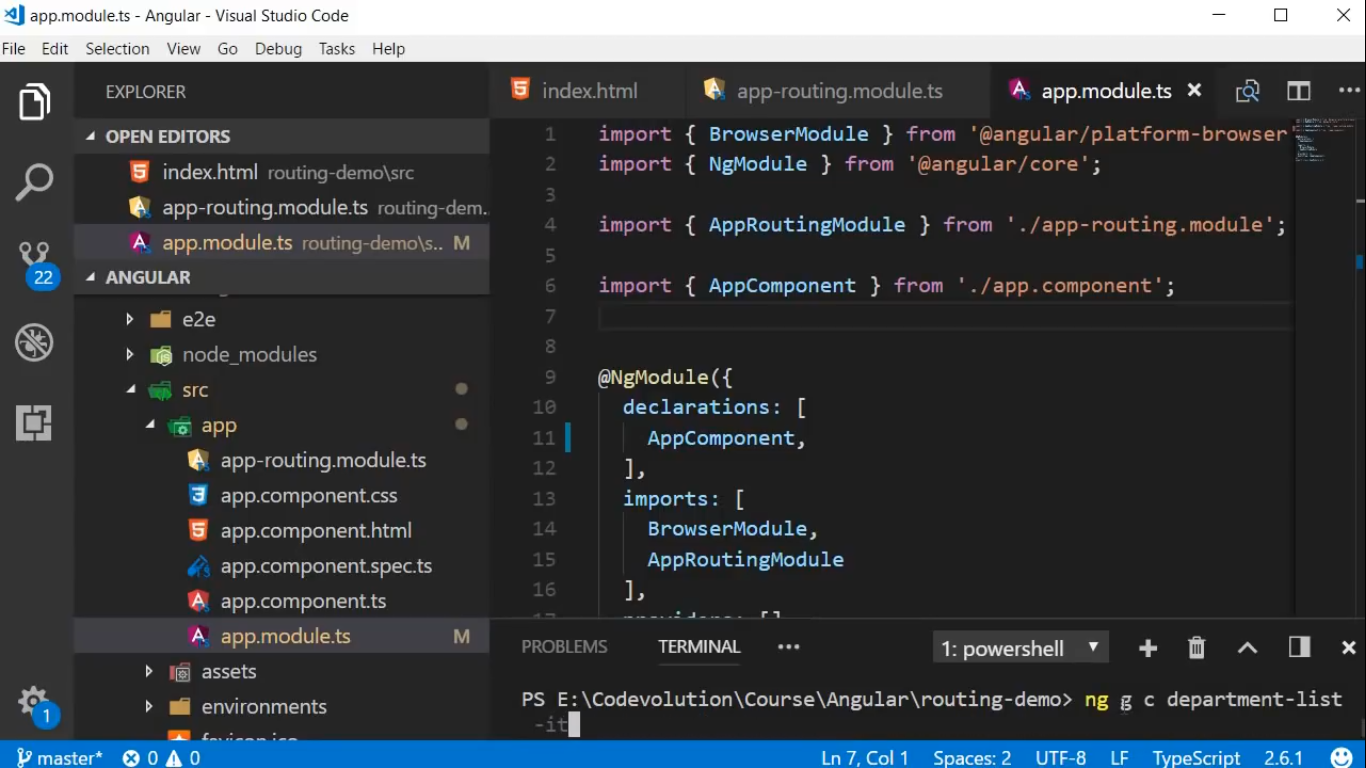 app.module.ts - Angular - Visual Studio Code
File Edit Selection View Go Debug Tasks Help
EXPLORER
OPEN EDITORS
index.html routing-demo\src
app-routing.module.ts routing-dem...
app.module.ts routing-demo\s.. M
22
ANGULAR
e2e
node_modules
src
app
app-routing.module.ts
app.component.css
app.component.html
app.component.spec.ts
app.component.ts
app.module.ts M
assets
environments
favicon.ico
1
index.html app-routing.module.ts app.module.ts
1 import { BrowserModule } from '@angular/platform-browser'
2 import { NgModule } from '@angular/core';
3
4 import { AppRoutingModule } from './app-routing.module';
5
6 import { AppComponent } from './app.component';
7
8
9 @NgModule({
10 declarations: [
11 AppComponent,
12 ],
13 imports: [
14 BrowserModule,
15 AppRoutingModule
16 ],
17 providers: []
PROBLEMS TERMINAL ••• 1: powershell
PS E:\Codevolution\Course\Angular\routing-demo> ng g c department-list
-it
master* 0 0 Ln 7, Col 1 Spaces: 2 UTF-8 LF TypeScript 2.6.1